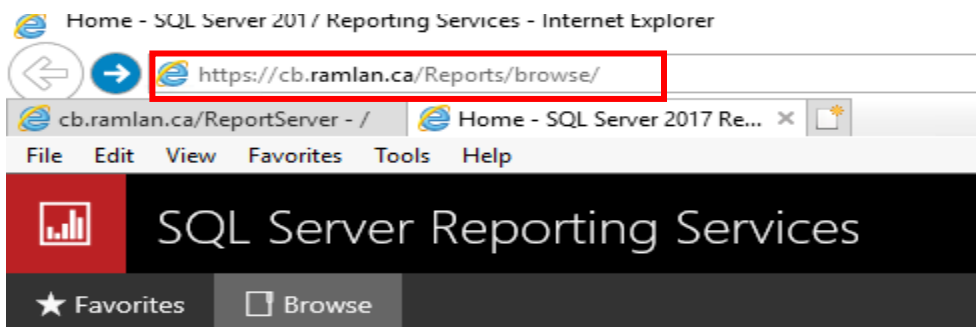 Home - SQL Server 2017 Reporting Services - Internet Explorer
https://cb.ramlan.ca/Reports/browse/
cb.ramlan.ca/ReportServer - / Home - SQL Server 2017 Re...
File Edit View Favorites Tools Help
SQL Server Reporting Services
Favorites Browse